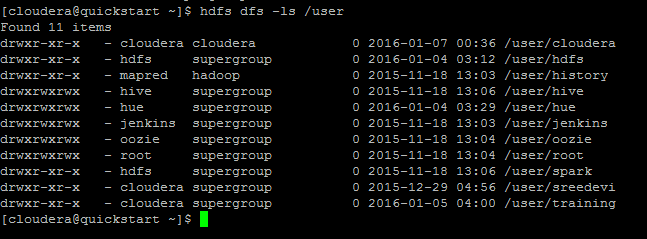 [cloudera@quickstart ~]$ hdfs dfs -ls /user
Found 11 items
drwxr-xr-x   - cloudera cloudera            0 2016-01-07 00:36 /user/cloudera
drwxr-xr-x   - hdfs     supergroup          0 2016-01-04 03:12 /user/hdfs
drwxr-xr-x   - mapred   hadoop              0 2015-11-18 13:03 /user/history
drwxrwxrwx   - hive     supergroup          0 2015-11-18 13:06 /user/hive
drwxrwxrwx   - hue      supergroup          0 2016-01-04 03:29 /user/hue
drwxrwxrwx   - jenkins  supergroup          0 2015-11-18 13:03 /user/jenkins
drwxrwxrwx   - oozie    supergroup          0 2015-11-18 13:04 /user/oozie
drwxrwxrwx   - root     supergroup          0 2015-11-18 13:04 /user/root
drwxr-xr-x   - hdfs     supergroup          0 2015-11-18 13:06 /user/spark
drwxr-xr-x   - cloudera supergroup          0 2015-12-29 04:56 /user/sreedevi
drwxr-xr-x   - cloudera supergroup          0 2016-01-05 04:00 /user/training
[cloudera@quickstart ~]$